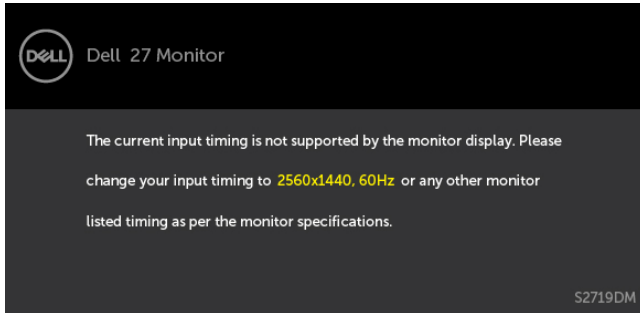 DELL
Dell 27 Monitor
The current input timing is not supported by the monitor display. Please
change your input timing to 2560x1440, 60Hz or any other monitor
listed timing as per the monitor specifications.
S2719DM